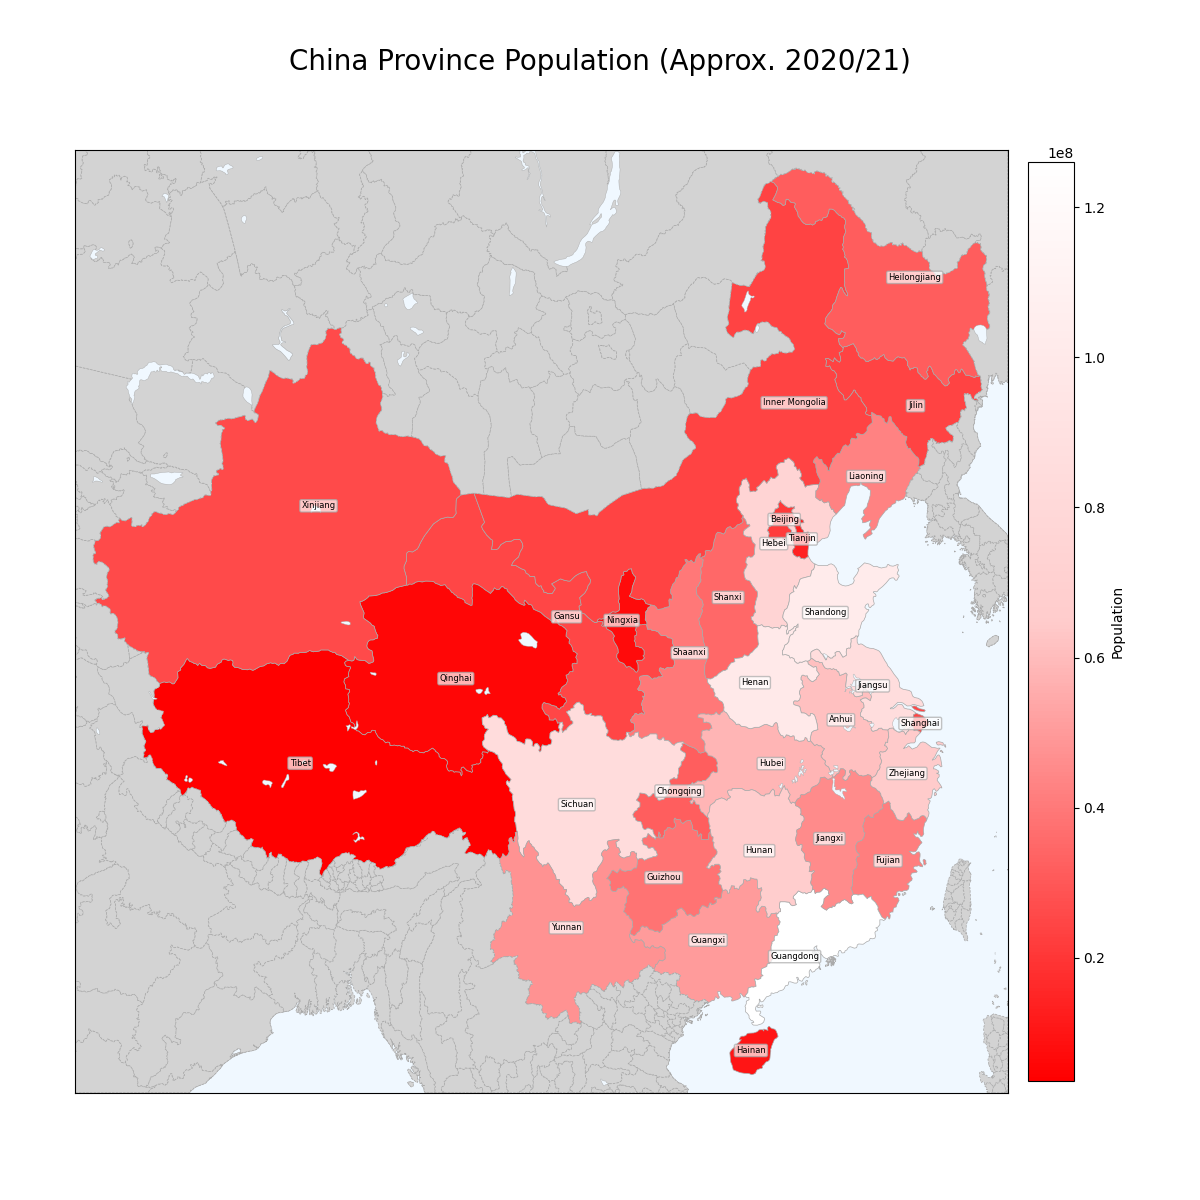 China Province Population (Approx. 2020/21)
1e8
1.2
Heilongjiang
1.0
Inner Mongolia
Jilin
Liaoning
Xinjiang
0.8
Beijing
Tianjin
Hebei
Shanxi
Shandong
Gansu
Ningxia
Population
Shaanxi
0.6
Qinghai
Henan
Jiangsu
Anhui
Shanghai
Tibet
Hubei
Zhejiang
Chongqing
Sichuan
0.4
Jiangxi
Hunan
Fujian
Guizhou
Yunnan
Guangxi
Guangdong
0.2
Hainan